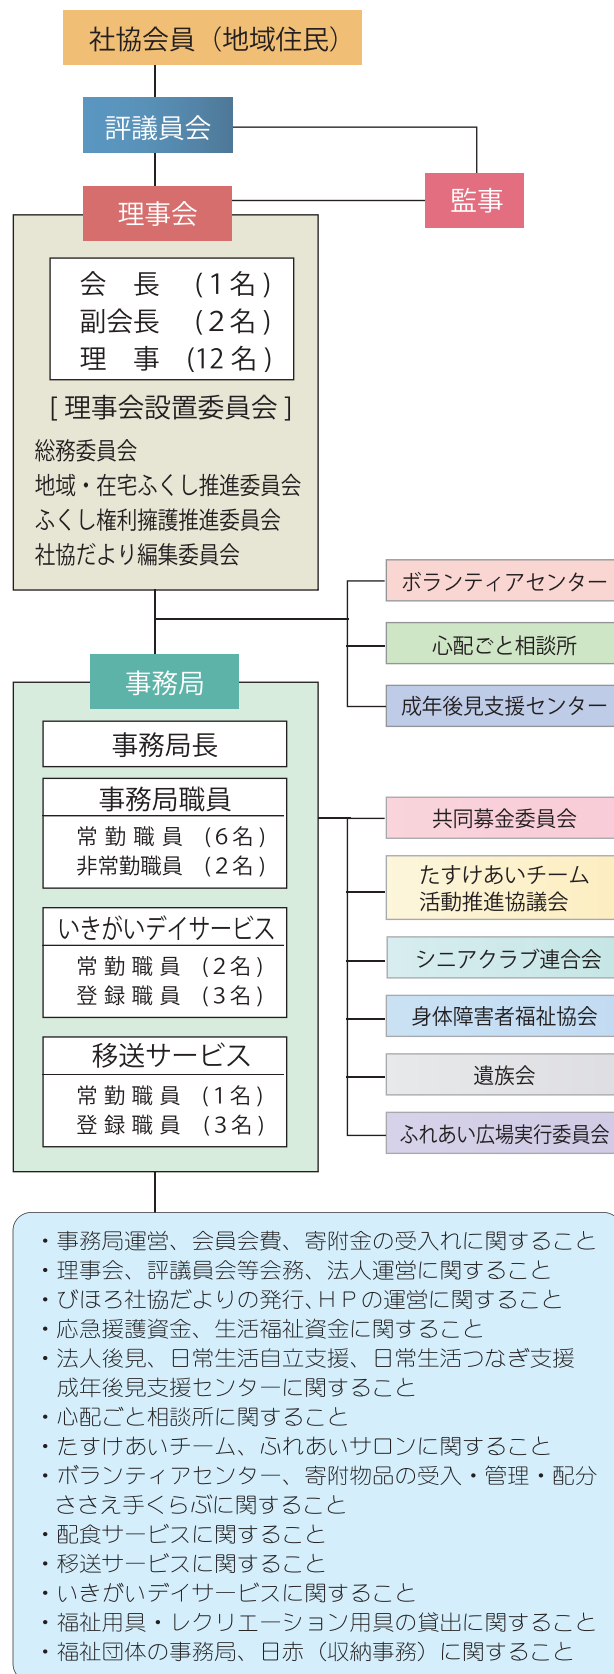 社協会員（地域住民）
評議員会
監事
理事会
会　長　(１名)
副会長　(２名)
理　事　(12名)
[ 理事会設置委員会 ]
総務委員会
地域・在宅ふくし推進委員会
ふくし権利擁護推進委員会
社協だより編集委員会
ボランティアセンター
心配ごと相談所
成年後見支援センター
事務局
事務局長
事務局職員
常勤職員　(６名)
非常勤職員　(２名)
いきがいデイサービス
常勤職員　(２名)
登録職員　(３名)
移送サービス
常勤職員　(１名)
登録職員　(３名)
共同募金委員会
たすけあいチーム
活動推進協議会
シニアクラブ連合会
身体障害者福祉協会
遺族会
ふれあい広場実行委員会
・事務局運営、会員会費、寄附金の受入れに関すること
・理事会、評議員会等会務、法人運営に関すること
・びほろ社協だよりの発行、ＨＰの運営に関すること
・応急援護資金、生活福祉資金に関すること
・法人後見、日常生活自立支援、日常生活つなぎ支援
成年後見支援センターに関すること
・心配ごと相談所に関すること
・たすけあいチーム、ふれあいサロンに関すること
・ボランティアセンター、寄附物品の受入・管理・配分
ささえ手くらぶに関すること
・配食サービスに関すること
・移送サービスに関すること
・いきがいデイサービスに関すること
・福祉用具・レクリエーション用具の貸出に関すること
・福祉団体の事務局、日赤（収納事務）に関すること